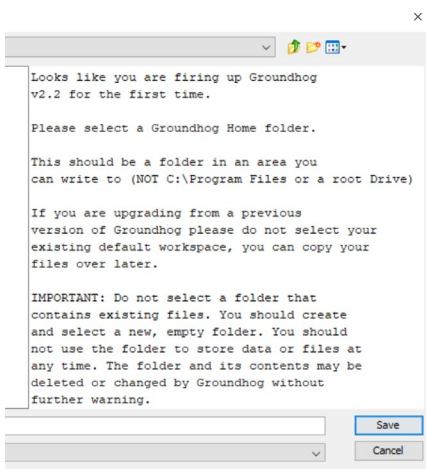 Looks like you are firing up Groundhog
v2.2 for the first time.
Please select a Groundhog Home folder.
This should be a folder in an area you
can write to (NOT C:\Program Files or a root Drive)
If you are upgrading from a previous
version of Groundhog please do not select your
existing default workspace, you can copy your
files over later.
IMPORTANT: Do not select a folder that
contains existing files. You should create
and select a new, empty folder. You should
not use the folder to store data or files at
any time. The folder and its contents may be
deleted or changed by Groundhog without
further warning.
Save
Cancel